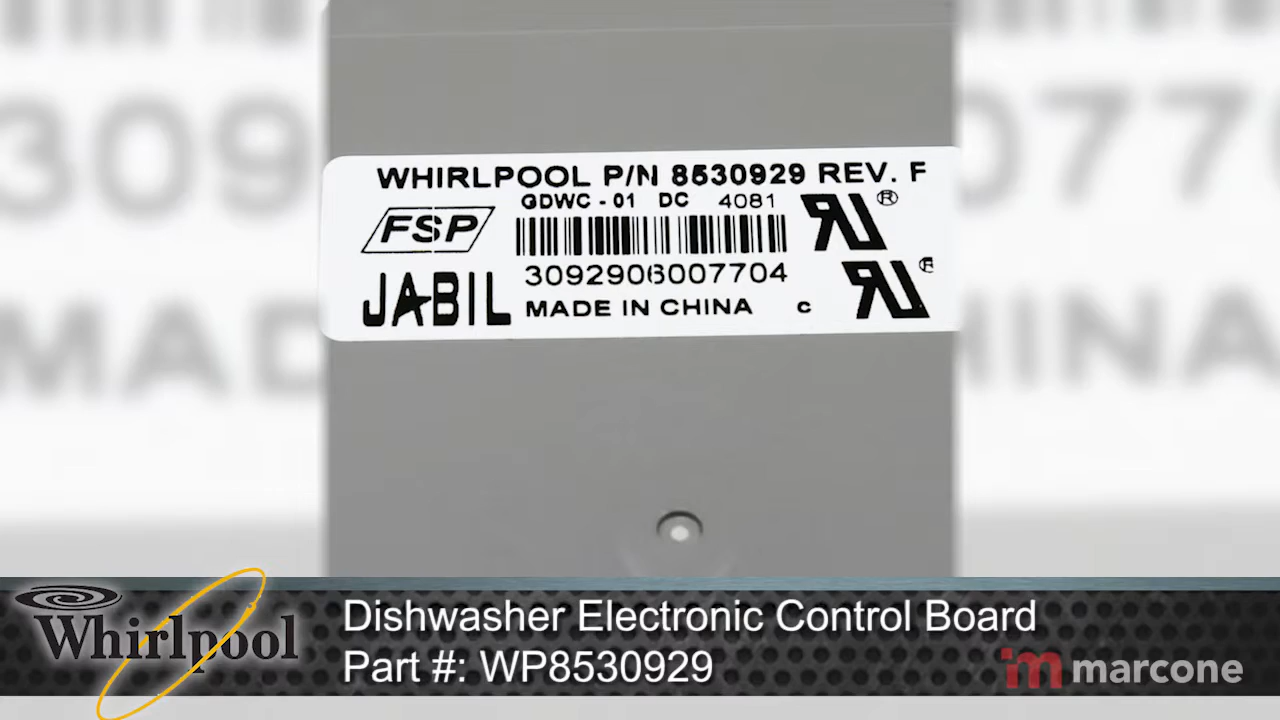 WHIRLPOOL P/N 8530929 REV. F
GDWC - 01 DC 4081
FSP
3092906007704
JABIL
MADE IN CHINA c
Whirlpool
Dishwasher Electronic Control Board
Part #: WP8530929
marcone